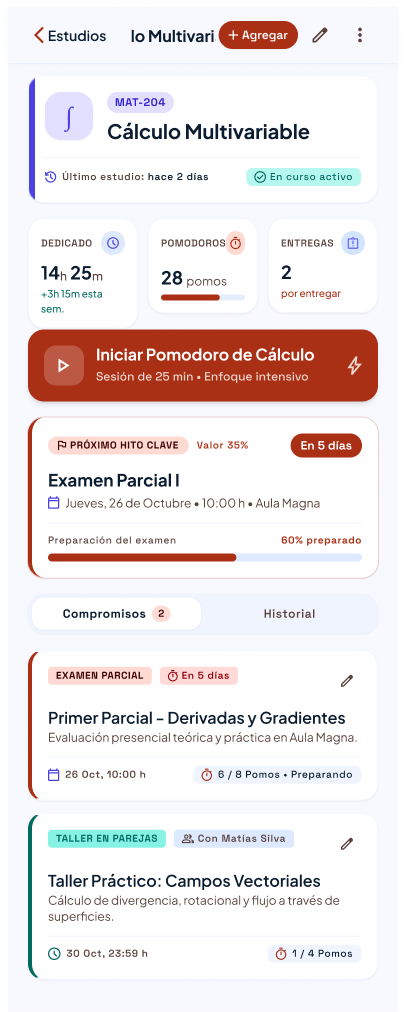 Estudios lo Multivari + Agregar
MAT-204
∫
Cálculo Multivariable
Último estudio: hace 2 días
En curso activo
DEDICADO
14h 25m
+3h 15m esta
sem.
POMODOROS
28 pomos
ENTREGAS
2
por entregar
Iniciar Pomodoro de Cálculo
Sesión de 25 min • Enfoque intensivo
PRÓXIMO HITO CLAVE Valor 35% En 5 días
Examen Parcial I
Jueves, 26 de Octubre • 10:00 h • Aula Magna
Preparación del examen 60% preparado
Compromisos 2 Historial
EXAMEN PARCIAL En 5 días
Primer Parcial – Derivadas y Gradientes
Evaluación presencial teórica y práctica en Aula Magna.
26 Oct, 10:00 h 6 / 8 Pomos • Preparando
TALLER EN PAREJAS Con Matías Silva
Taller Práctico: Campos Vectoriales
Cálculo de divergencia, rotacional y flujo a través de
superficies.
30 Oct, 23:59 h 1 / 4 Pomos